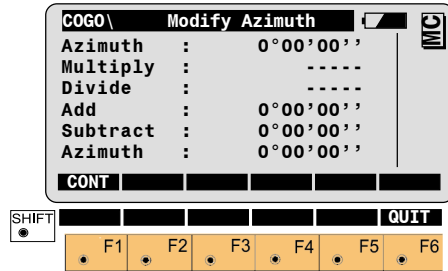 COGO\ Modify Azimuth MC
Azimuth : 0°00’00’’
Multiply : -----
Divide : -----
Add : 0°00’00’’
Subtract : 0°00’00’’
Azimuth : 0°00’00’’
CONT
SHIFT QUIT
F1 F2 F3 F4 F5 F6